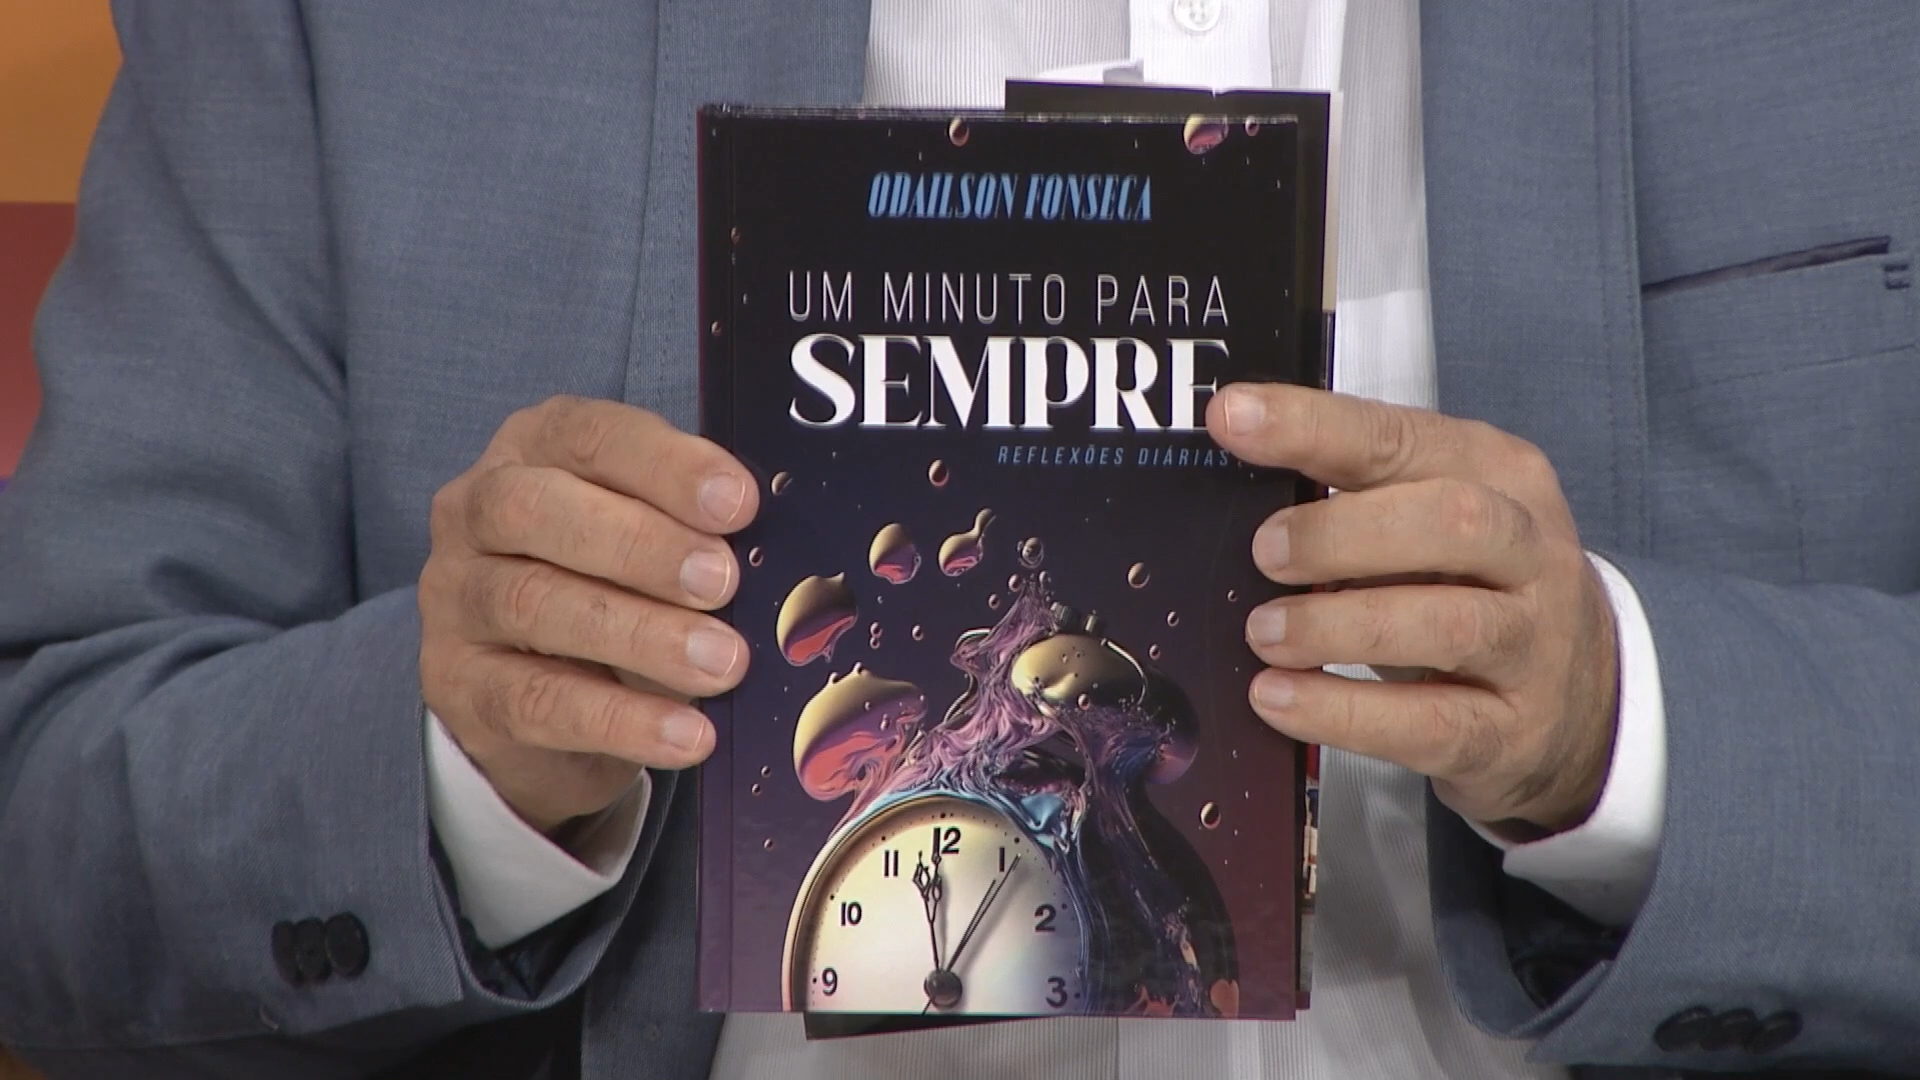 ODAILSON FONSECA
UM MINUTO PARA
SEMPRE
REFLEXÕES DIÁRIAS
12
11
1
10
2
9
3